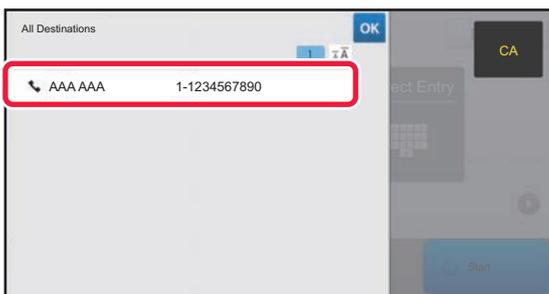 All Destinations
OK
CA
1
AAA AAA 1-1234567890
ect Entry
Start